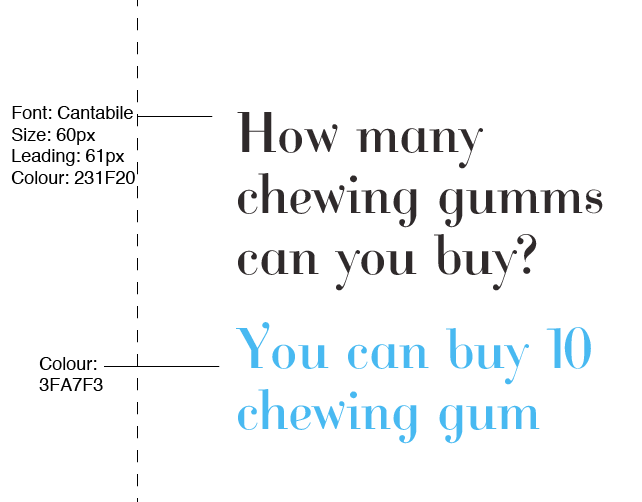 Font: Cantabile
Size: 60px
Leading: 61px
Colour: 231F20
How many
chewing gumms
can you buy?
Colour:
3FA7F3
You can buy 10
chewing gum